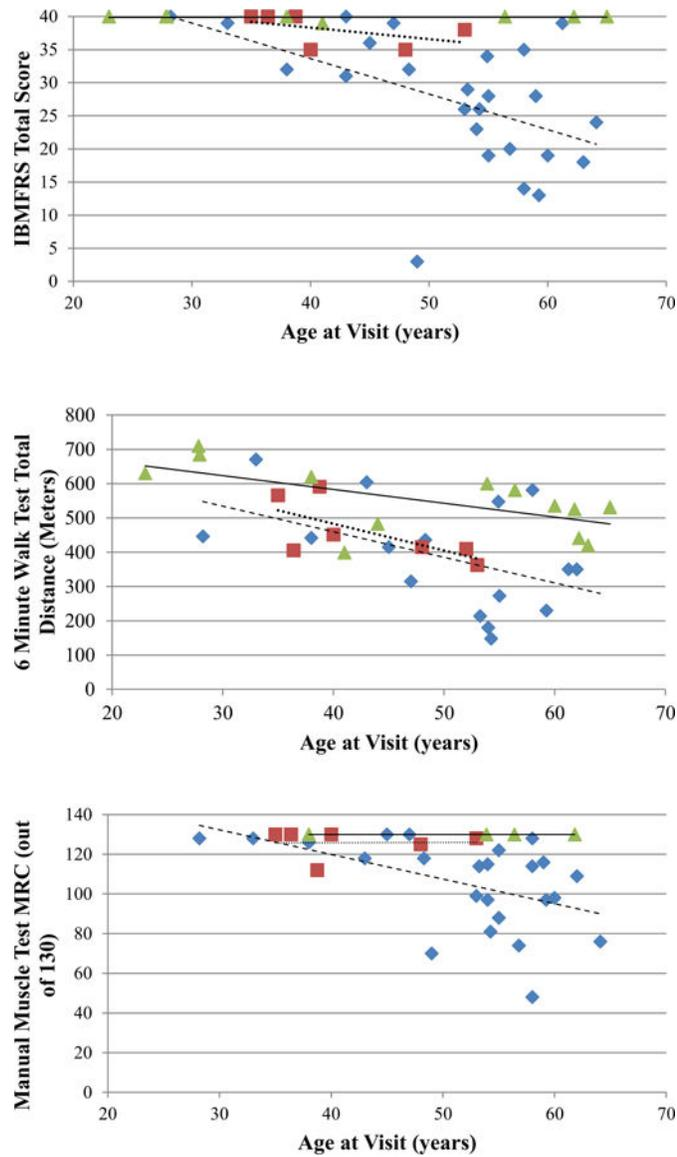 IBMFRS Total Score
40
35
30
25
20
15
10
5
0
20 30 40 50 60 70
Age at Visit (years)
6 Minute Walk Test Total
Distance (Meters)
800
700
600
500
400
300
200
100
0
20 30 40 50 60 70
Age at Visit (years)
Manual Muscle Test MRC (out
of 130)
140
120
100
80
60
40
20
0
20 30 40 50 60 70
Age at Visit (years)